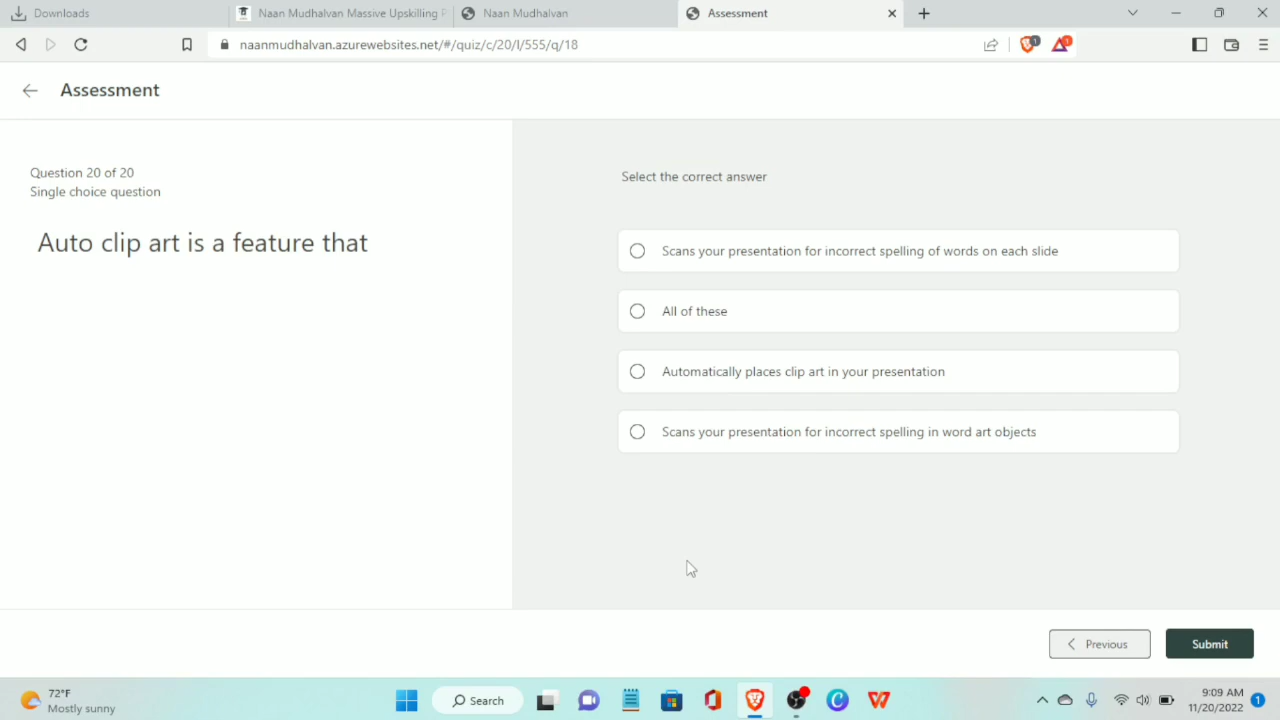 Downloads
Naan Mudhalvan Massive Upskilling P
Naan Mudhalvan
Assessment
naanmudhalvan.azurewebsites.net/#/quiz/c/20/l/555/q/18
1
1
Assessment
Question 20 of 20
Single choice question
Auto clip art is a feature that
Select the correct answer
Scans your presentation for incorrect spelling of words on each slide
All of these
Automatically places clip art in your presentation
Scans your presentation for incorrect spelling in word art objects
Previous
Submit
72°F
Mostly sunny
Search
9:09 AM
11/20/2022
1